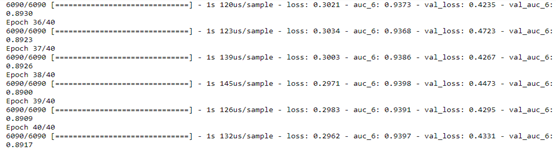 6090/6090 [==============================] - 1s 120us/sample - loss: 0.3021 - auc_6: 0.9373 - val_loss: 0.4235 - val_auc_6:
0.8930
Epoch 36/40
6090/6090 [==============================] - 1s 123us/sample - loss: 0.3034 - auc_6: 0.9368 - val_loss: 0.4723 - val_auc_6:
0.8923
Epoch 37/40
6090/6090 [==============================] - 1s 139us/sample - loss: 0.3003 - auc_6: 0.9386 - val_loss: 0.4267 - val_auc_6:
0.8926
Epoch 38/40
6090/6090 [==============================] - 1s 145us/sample - loss: 0.2971 - auc_6: 0.9398 - val_loss: 0.4473 - val_auc_6:
0.8900
Epoch 39/40
6090/6090 [==============================] - 1s 126us/sample - loss: 0.2983 - auc_6: 0.9391 - val_loss: 0.4295 - val_auc_6:
0.8909
Epoch 40/40
6090/6090 [==============================] - 1s 132us/sample - loss: 0.2962 - auc_6: 0.9397 - val_loss: 0.4331 - val_auc_6:
0.8917